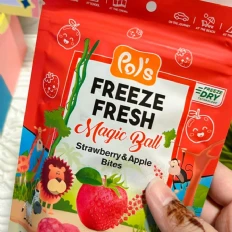 Pol's
FREEZE
FRESH
Magic Ball
Strawberry & Apple
Bites
FREEZE
DRY